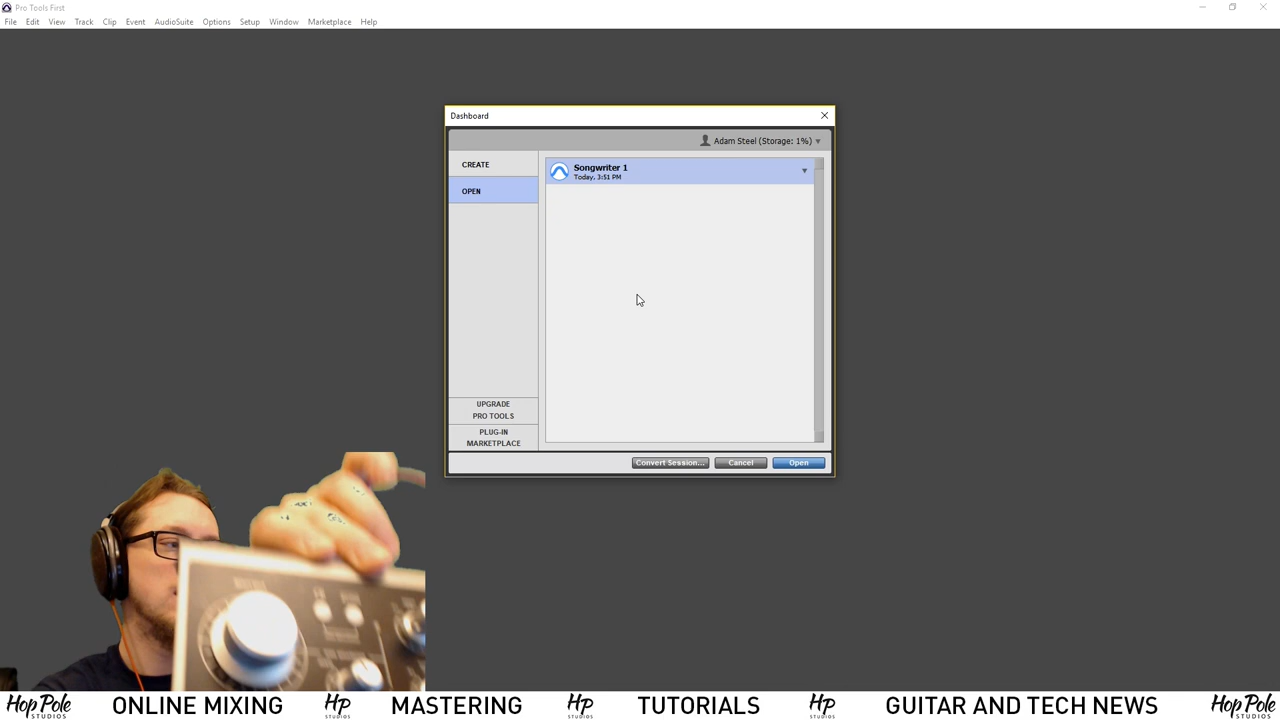 Pro Tools First
File Edit View Track Clip Event AudioSuite Options Setup Window Marketplace Help
Dashboard
Adam Steel (Storage: 1%)
CREATE
OPEN
Songwriter 1
Today, 3:51 PM
UPGRADE
PRO TOOLS
PLUG-IN
MARKETPLACE
Convert Session... Cancel Open
Hop Pole
STUDIOS
ONLINE MIXING
Hp
STUDIOS
MASTERING
Hp
STUDIOS
TUTORIALS
Hp
STUDIOS
GUITAR AND TECH NEWS
Hop Pole
STUDIOS